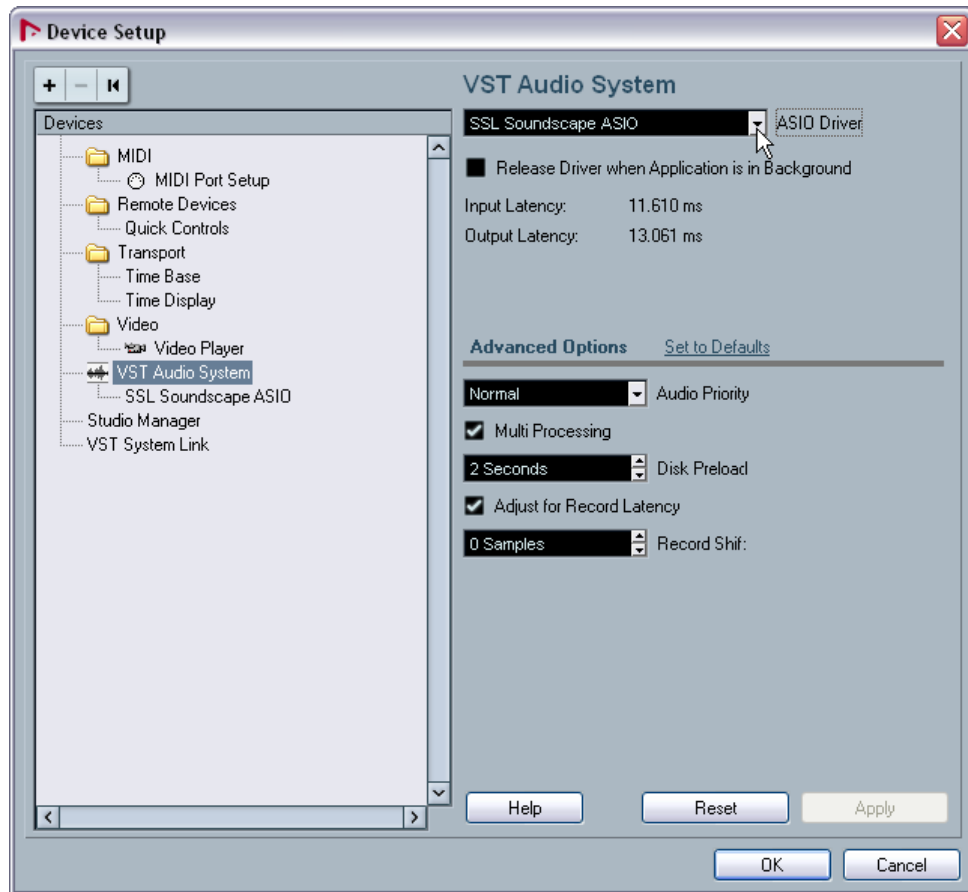 Device Setup
VST Audio System
Devices
SSL Soundscape ASIO ASIO Driver
MIDI
MIDI Port Setup
Remote Devices
Quick Controls
Transport
Time Base
Time Display
Video
Video Player
VST Audio System
SSL Soundscape ASIO
Studio Manager
VST System Link
Release Driver when Application is in Background
Input Latency: 11.610 ms
Output Latency: 13.061 ms
Advanced Options Set to Defaults
Normal Audio Priority
Multi Processing
2 Seconds Disk Preload
Adjust for Record Latency
0 Samples Record Shif:
Help Reset Apply
OK Cancel